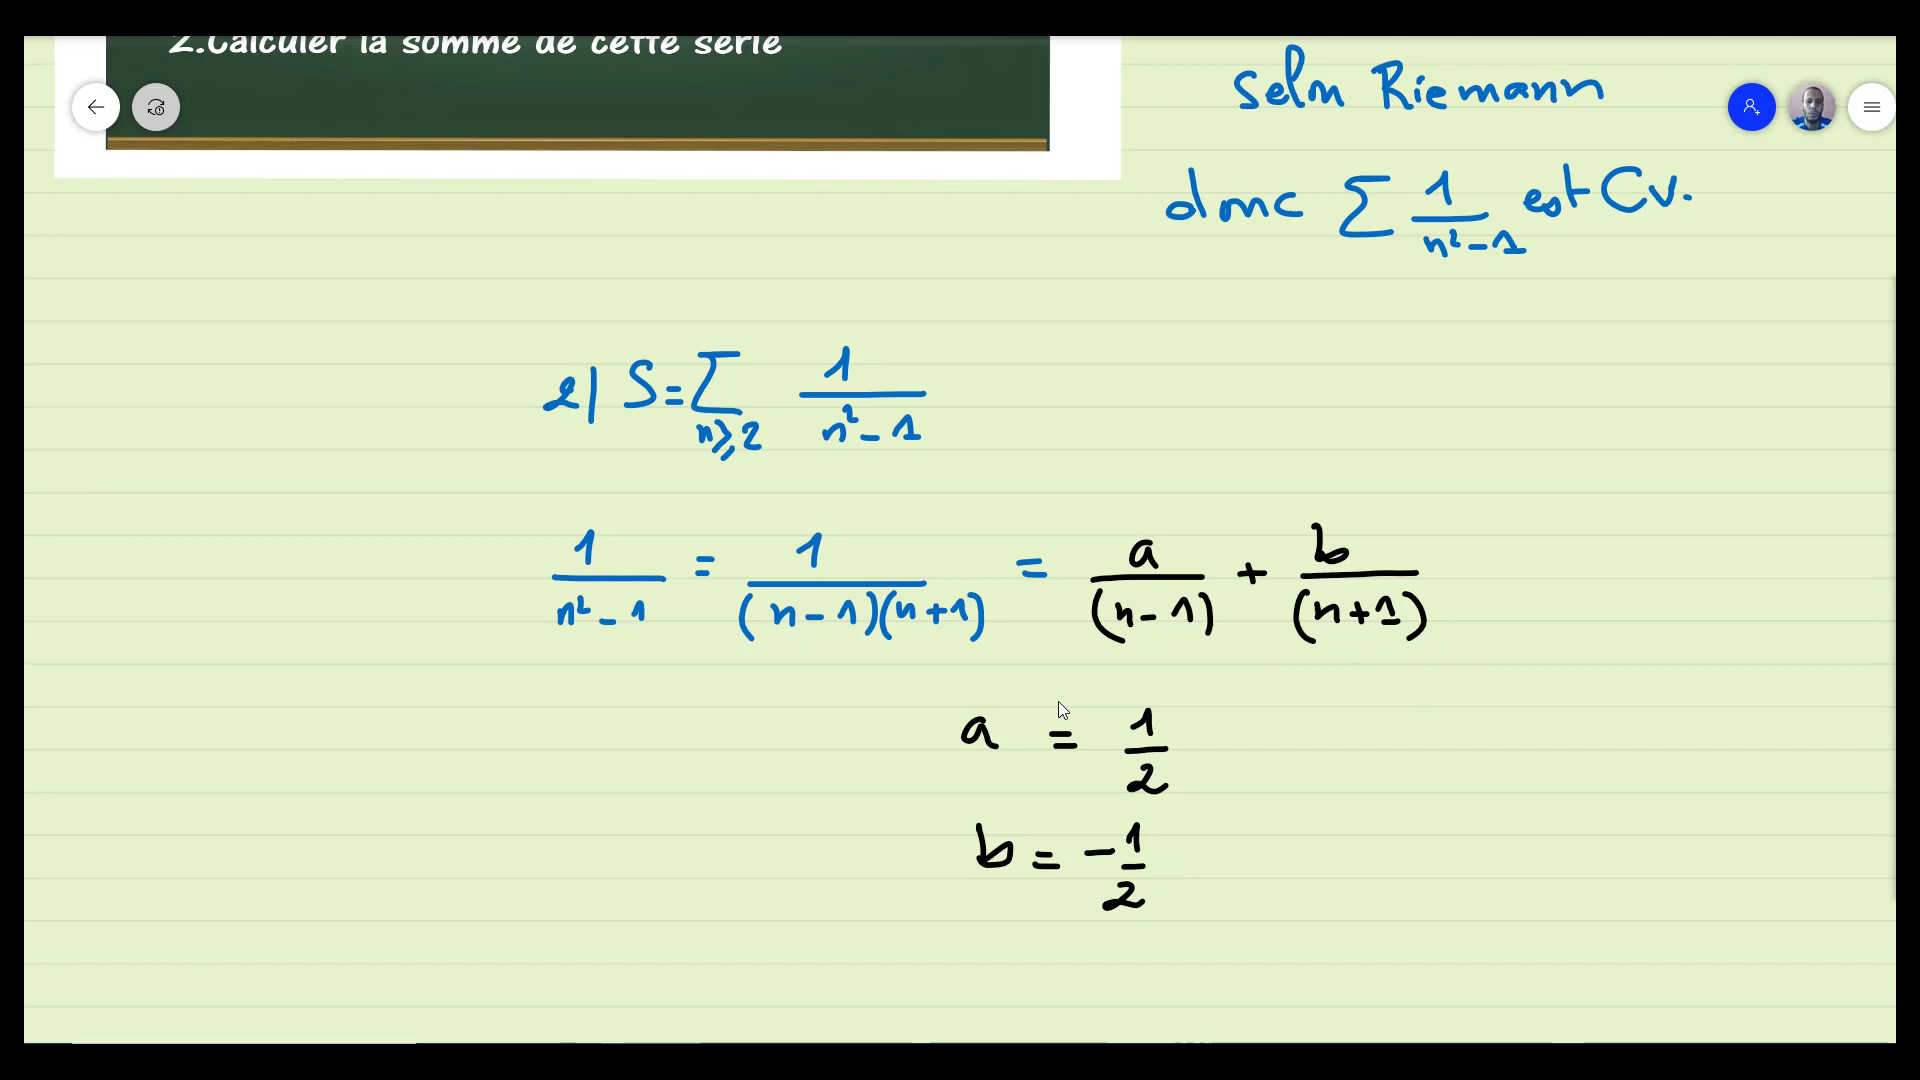 2.Calculer la somme de cette serie
Selon Riemann
donc ∑ 1/(n²-1) est Cv.
2| S = ∑ n⩾2 1/(n²-1)
1/(n²-1) = 1/((n-1)(n+1)) = a/(n-1) + b/(n+1)
a = 1/2
b = -1/2